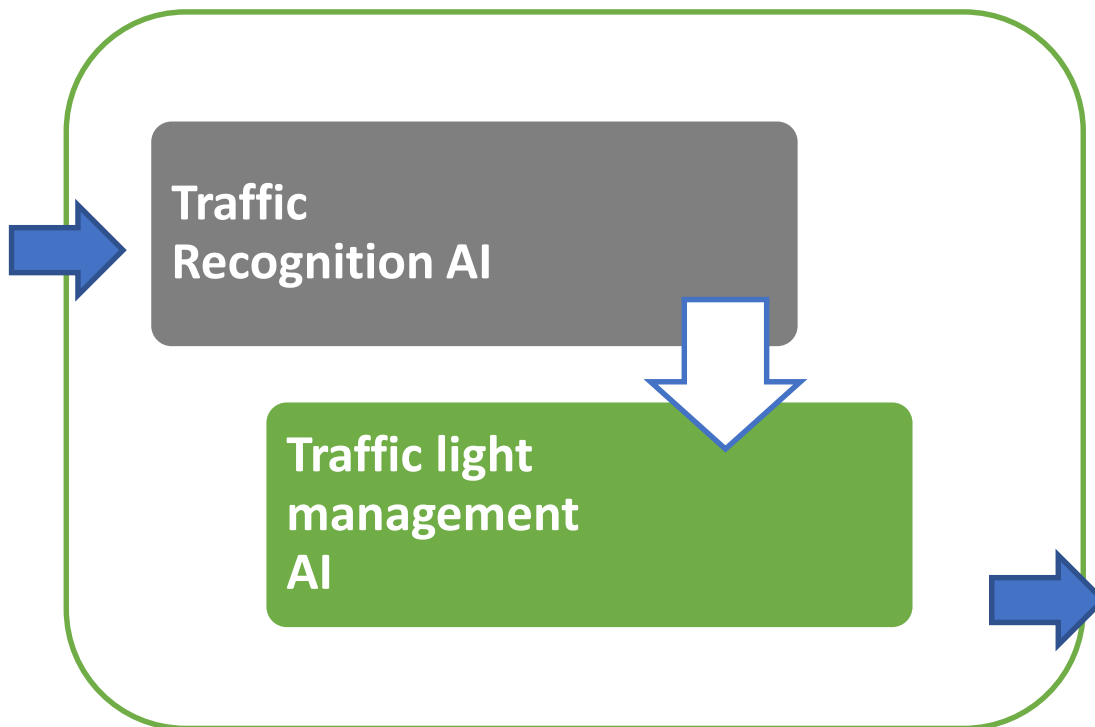 Traffic
Recognition AI
Traffic light
management
AI